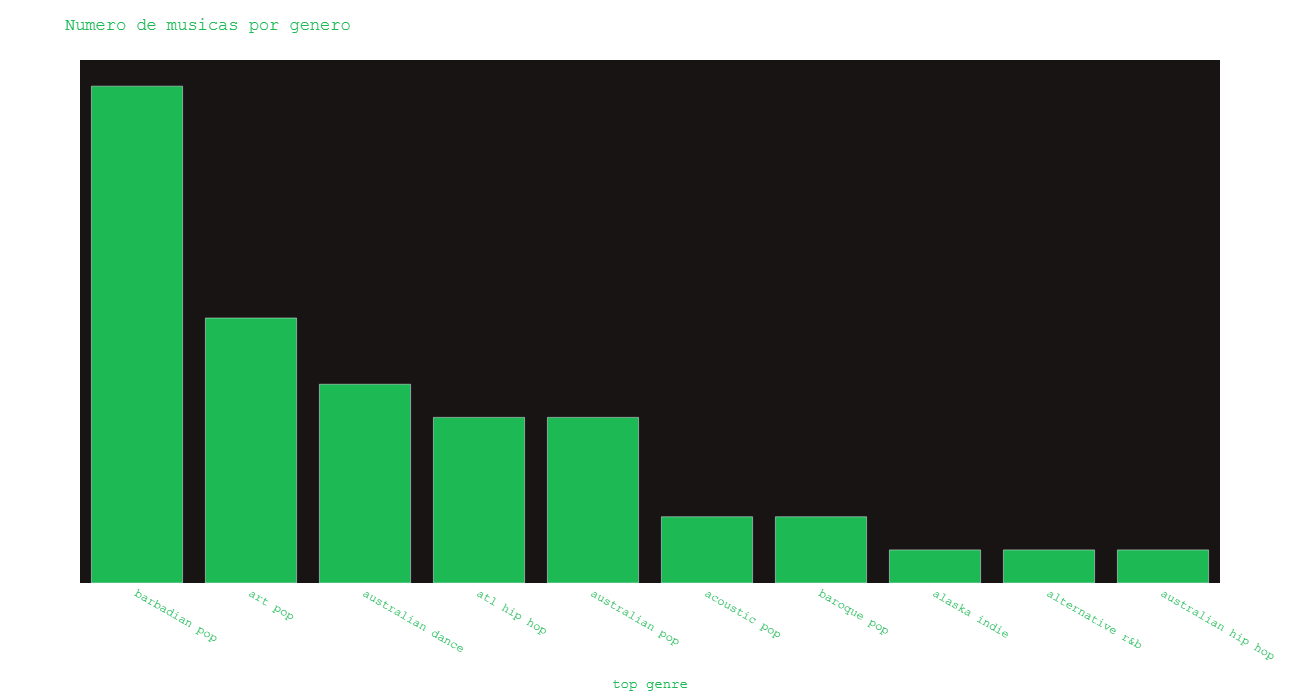 Numero de musicas por genero
barbadian pop
art pop
australian dance
atl hip hop
australian pop
acoustic pop
baroque pop
alaska indie
alternative r&b
australian hip hop
top genre